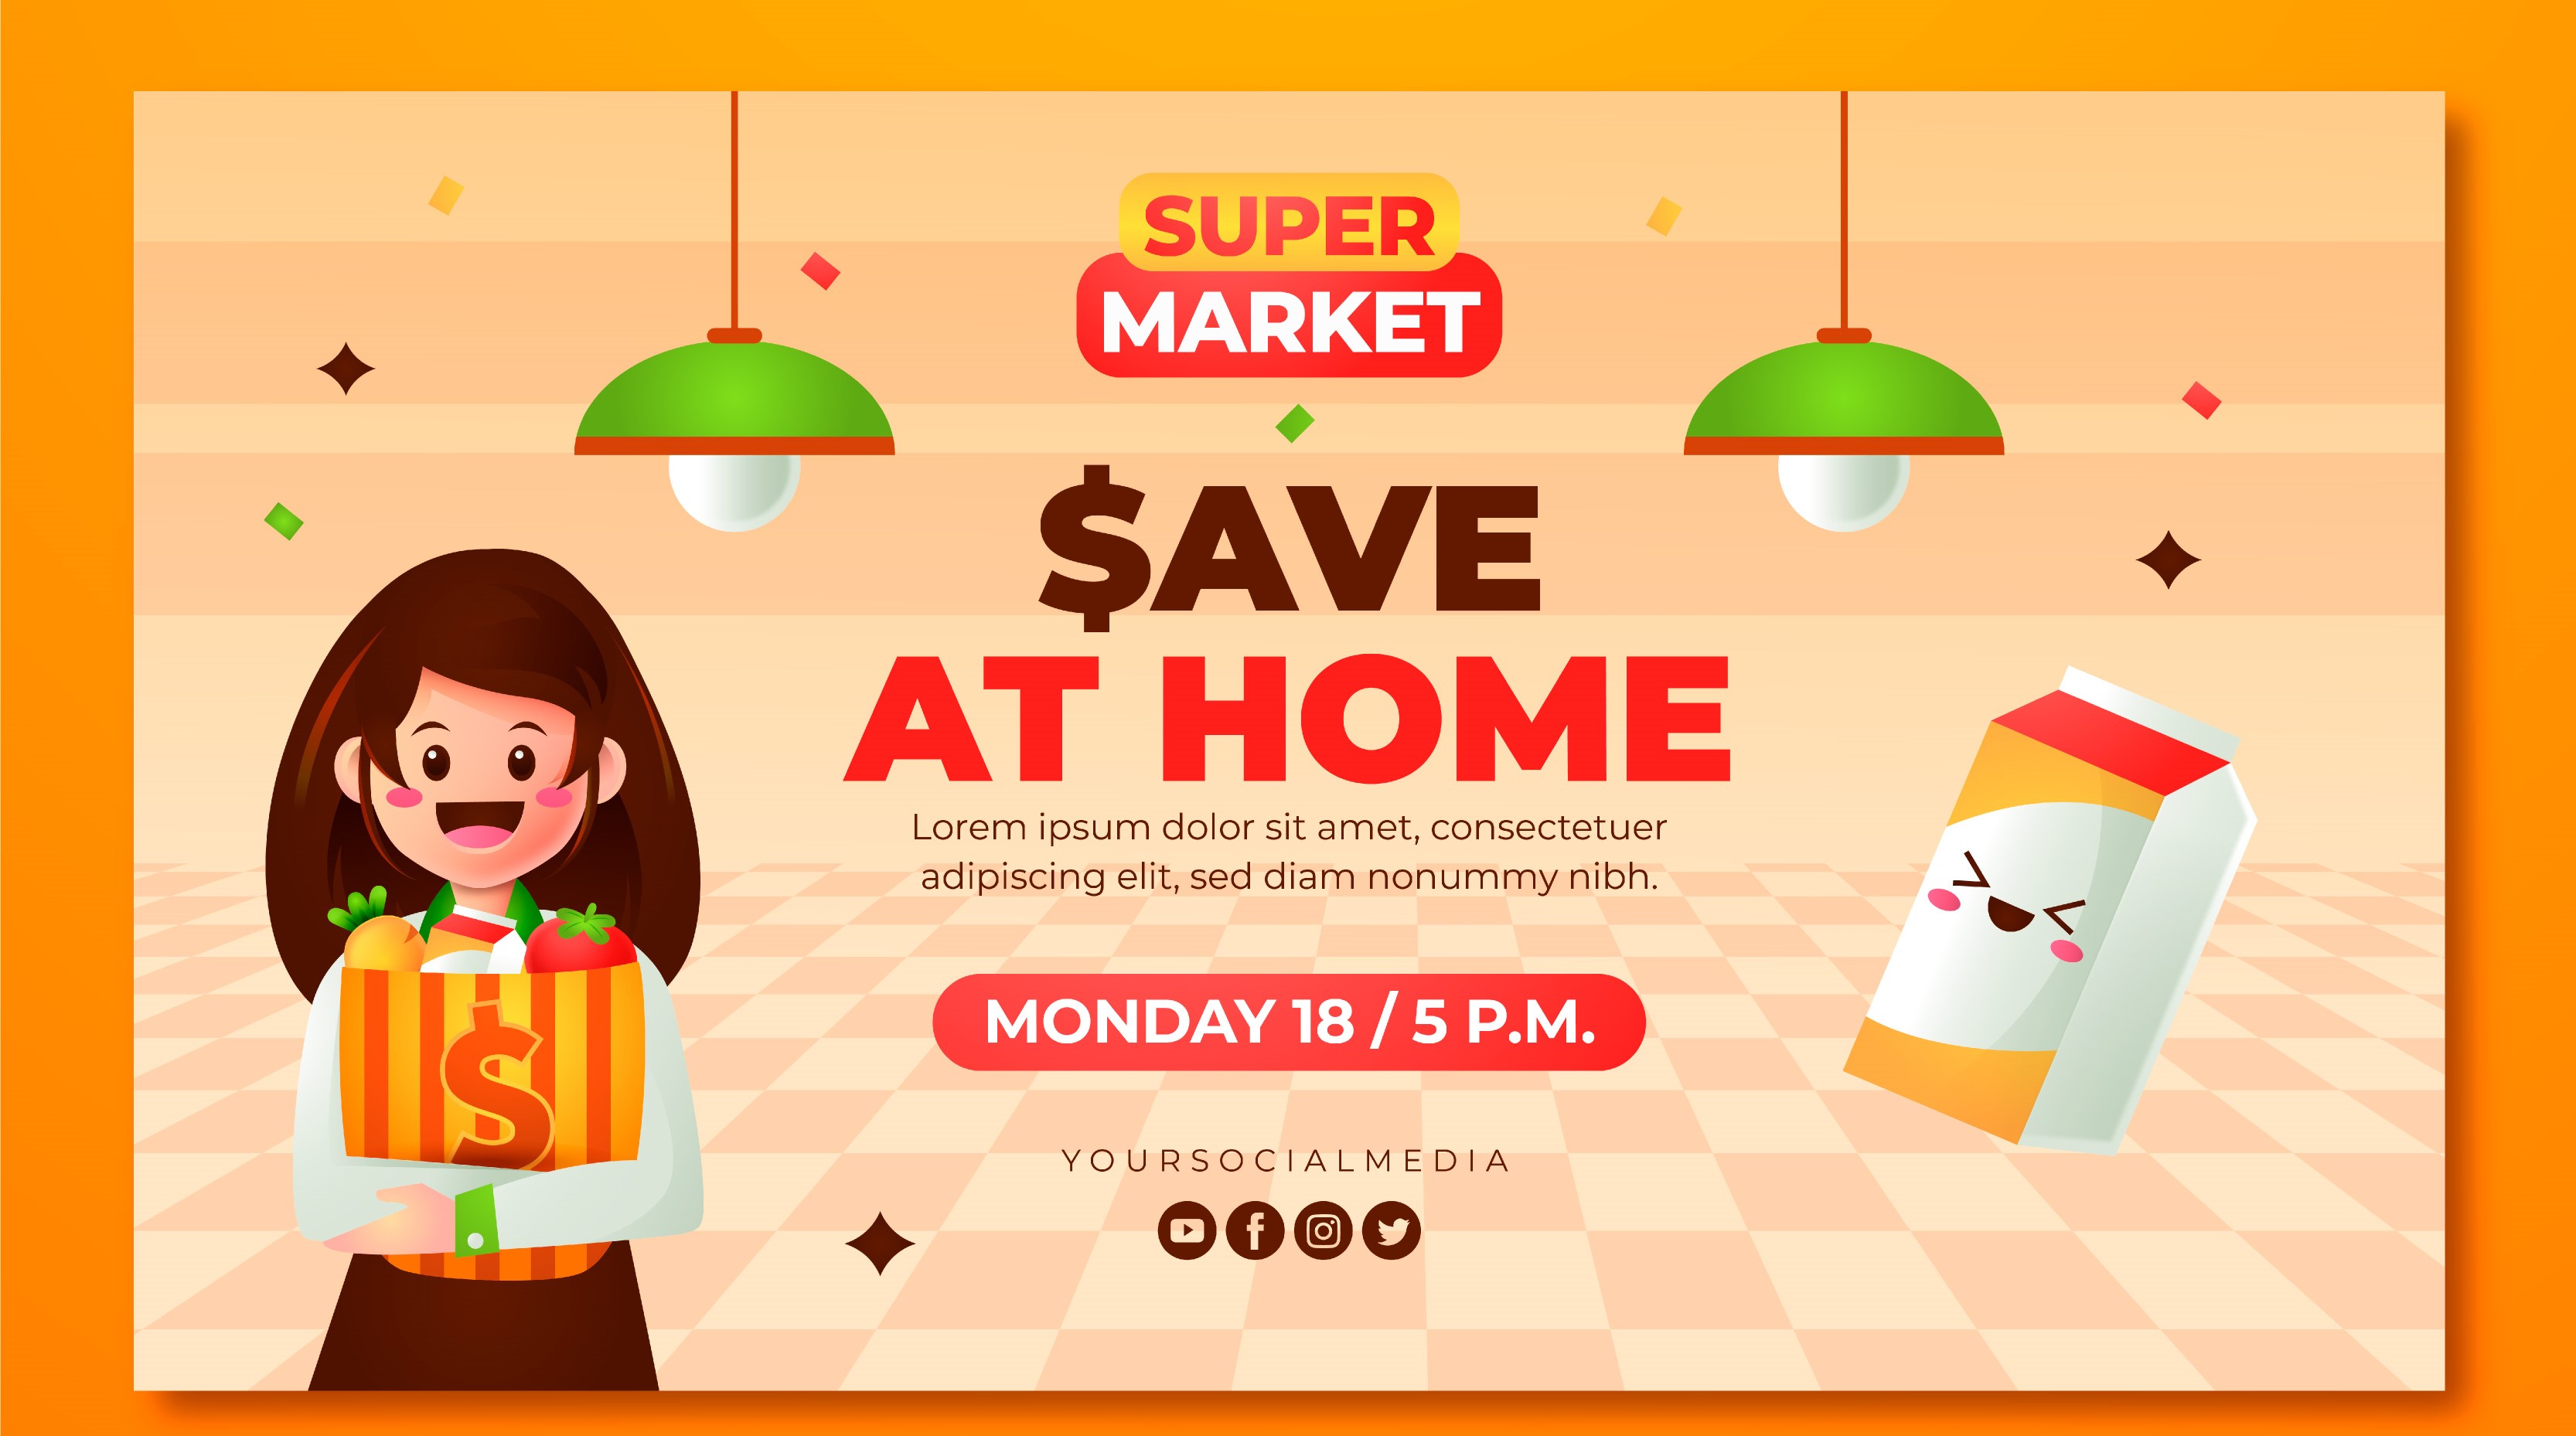 SUPER
MARKET
$AVE
AT HOME
Lorem ipsum dolor sit amet, consectetuer
adipiscing elit, sed diam nonummy nibh.
MONDAY 18 / 5 P.M.
YOURSOCIALMEDIA
$